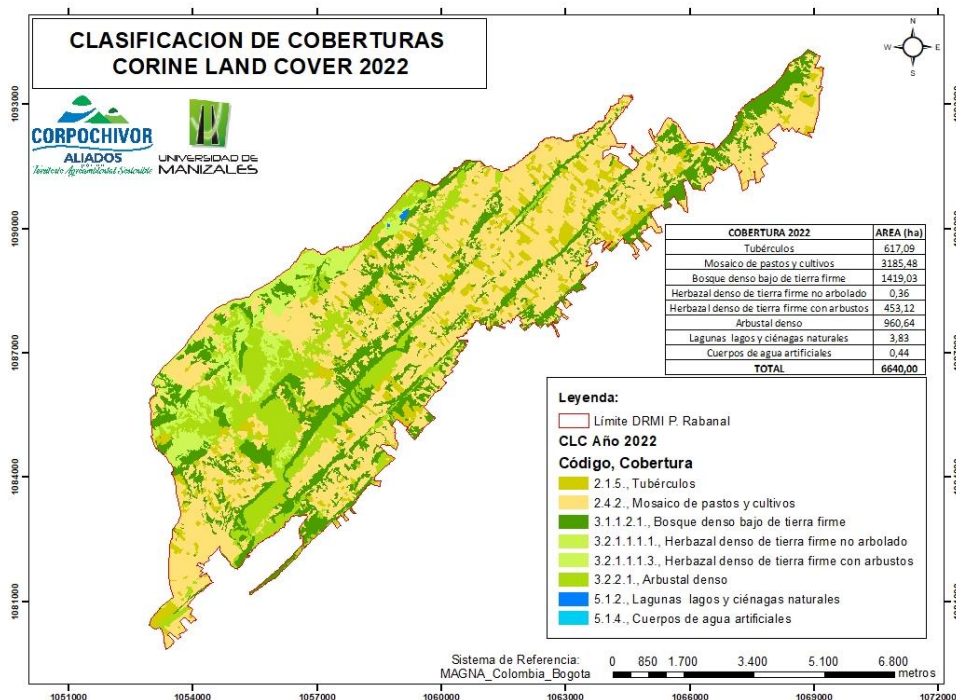 CLASIFICACION DE COBERTURAS
CORINE LAND COVER 2022
CORPOCHIVOR
ALIADOS
Territorio Agroambiental Sostenible
UNIVERSIDAD DE
MANIZALES
N
W E
S
1093000
1090000
1087000
1084000
1081000
COBERTURA 2022 AREA (ha)
Tubérculos 617,09
Mosaico de pastos y cultivos 3185,48
Bosque denso bajo de tierra firme 1419,03
Herbazal denso de tierra firme no arbolado 0,36
Herbazal denso de tierra firme con arbustos 453,12
Arbustal denso 960,64
Lagunas lagos y ciénagas naturales 3,83
Cuerpos de agua artificiales 0,44
TOTAL 6640,00
Leyenda:
Límite DRMI P. Rabanal
CLC Año 2022
Código, Cobertura
2.1.5., Tubérculos
2.4.2., Mosaico de pastos y cultivos
3.1.1.2.1., Bosque denso bajo de tierra firme
3.2.1.1.1.1., Herbazal denso de tierra firme no arbolado
3.2.1.1.1.3., Herbazal denso de tierra firme con arbustos
3.2.2.1., Arbustal denso
5.1.2., Lagunas lagos y ciénagas naturales
5.1.4., Cuerpos de agua artificiales
Sistema de Referencia:
MAGNA_Colombia_Bogota
0 850 1.700 3.400 5.100 6.800
metros
1051000 1054000 1057000 1060000 1063000 1066000 1069000 1072000